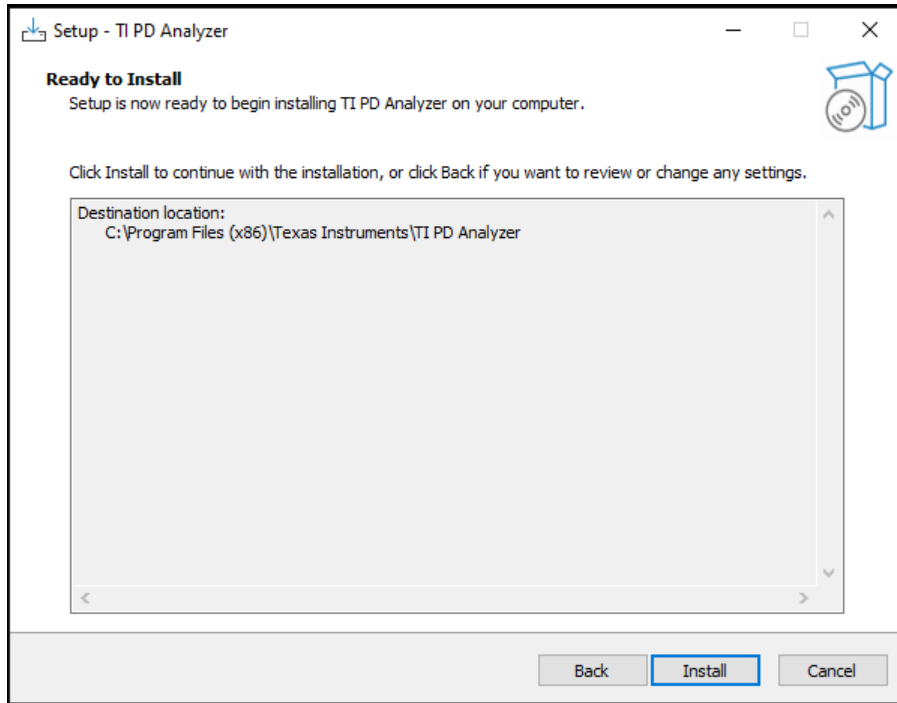 Setup - TI PD Analyzer
Ready to Install
Setup is now ready to begin installing TI PD Analyzer on your computer.
Click Install to continue with the installation, or click Back if you want to review or change any settings.
Destination location:
C:\Program Files (x86)\Texas Instruments\TI PD Analyzer
Back Install Cancel